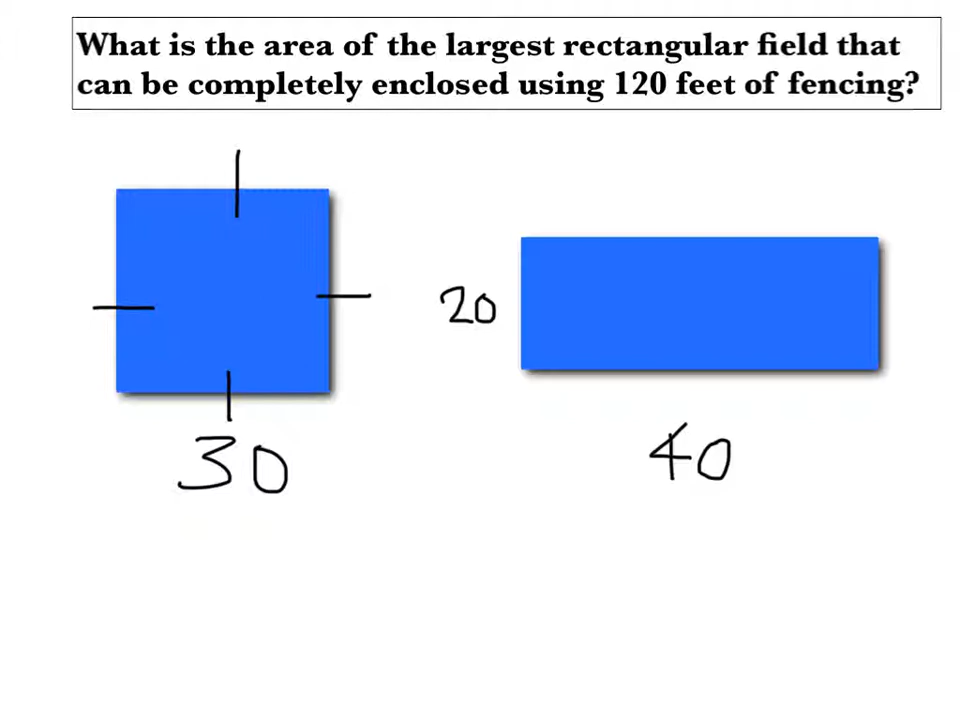 What is the area of the largest rectangular field that
can be completely enclosed using 120 feet of fencing?
20
30
40